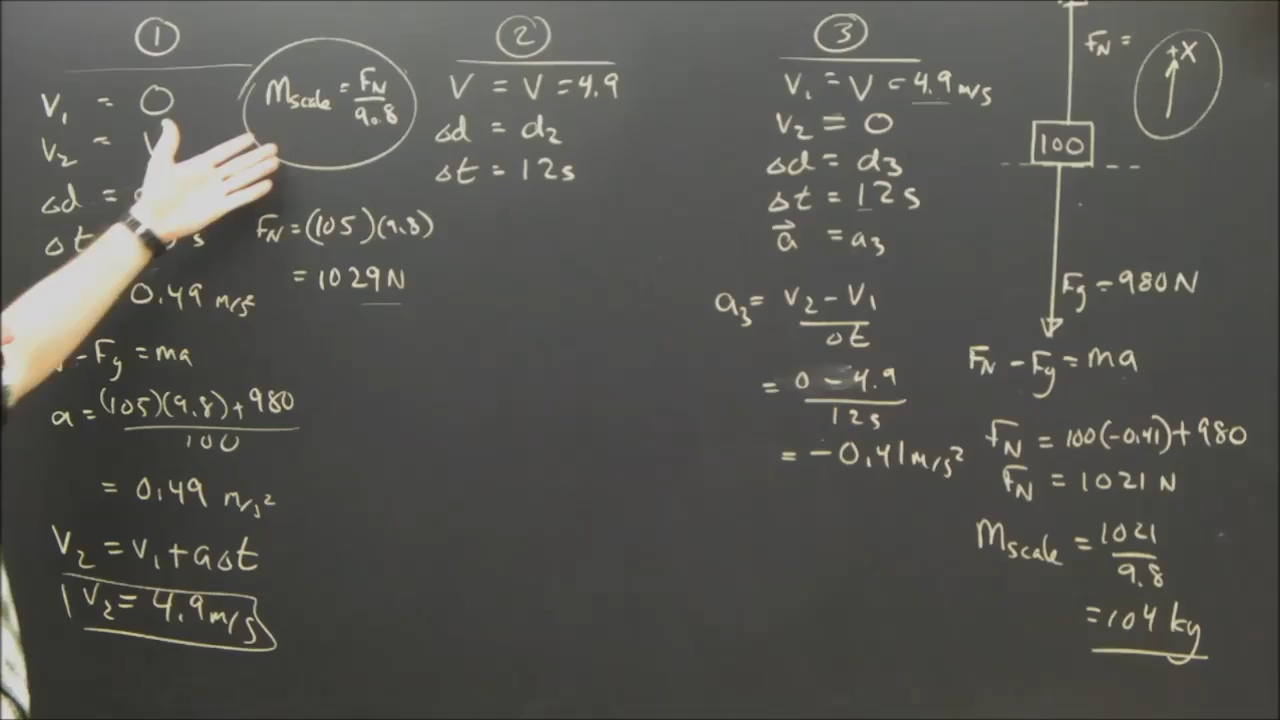 ①
V₁ = 0
V₂ = V
Δd =
Δt s
0.49 m/s²
- Fg = ma
a = (105)(9.8) + 980
100
= 0.49 m/s²
V₂ = V₁ + aΔt
V₂ = 4.9 m/s
Mscale = FN
9.8
FN = (105)(9.8)
= 1029 N
②
V = V = 4.9
Δd = d₂
Δt = 12s
③
V₁ = V = 4.9 m/s
V₂ = 0
Δd = d₃
Δt = 12s
a⃗ = a₃
a₃ = V₂ - V₁
Δt
= 0 - 4.9
12s
= -0.41 m/s²
FN =
+X
100
Fg = 980 N
FN - Fg = ma
FN = 100(-0.41) + 980
FN = 1021 N
Mscale = 1021
9.8
= 104 kg